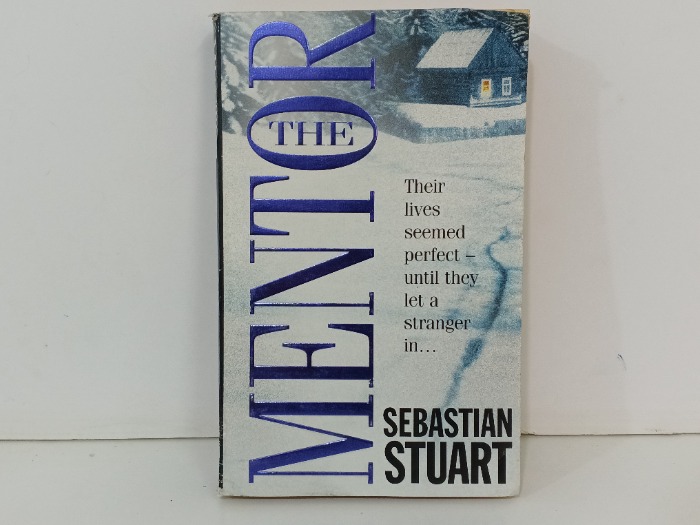 THE
MENTOR
Their
lives
seemed
perfect –
until they
let a
stranger
in...
SEBASTIAN
STUART